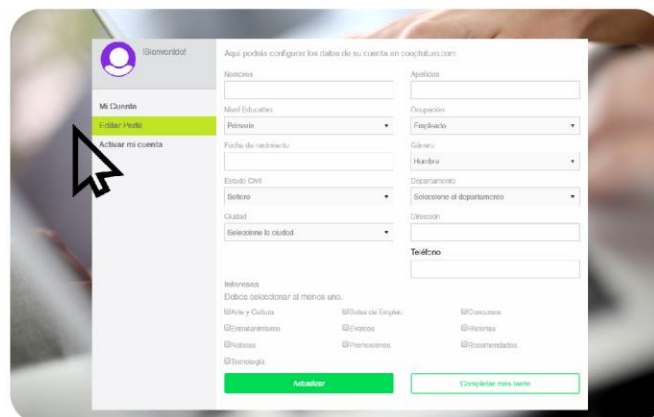 !Bienvenido!
Aquí podrás configurar los datos de su cuenta en cooptuluro.com
Nombres
Apellidos
Mi Cuenta
Nivel Educativo
Ocupación
Editar Perfil
Primaria
Empleado
Activar mi cuenta
Fecha de nacimiento
Género
Hombre
Estado Civil
Departamento
Soltero
Seleccione el departamento
Ciudad
Dirección
Seleccione la ciudad
Teléfono
Intereses
Debes seleccionar al menos uno.
Arte y Cultura
Bolsa de Empleo
Concursos
Entretenimiento
Eventos
Historias
Noticias
Promociones
Recomendados
Tecnología
Actualizar
Completar más tarde